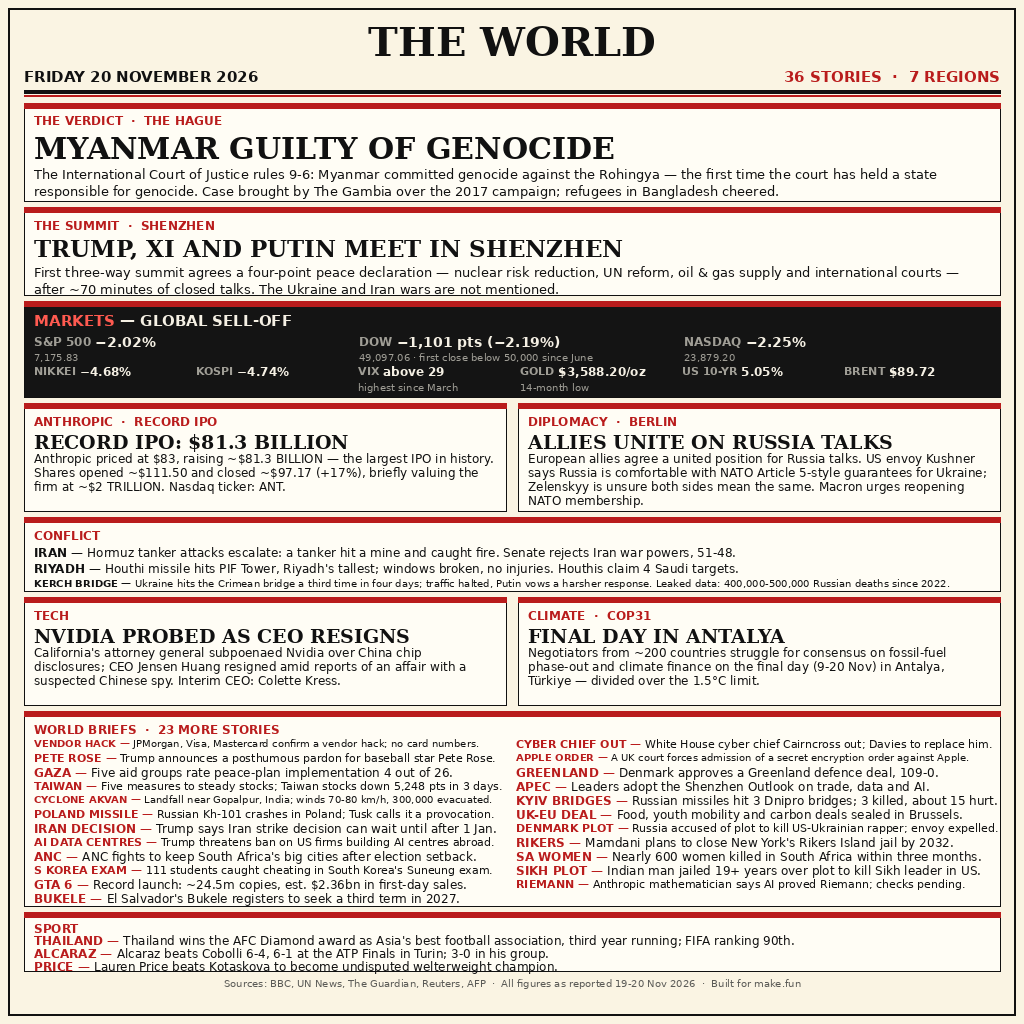 THE WORLD
FRIDAY 20 NOVEMBER 2026
36 STORIES · 7 REGIONS
THE VERDICT · THE HAGUE
MYANMAR GUILTY OF GENOCIDE
The International Court of Justice rules 9-6: Myanmar committed genocide against the Rohingya — the first time the court has held a state
responsible for genocide. Case brought by The Gambia over the 2017 campaign; refugees in Bangladesh cheered.
THE SUMMIT · SHENZHEN
TRUMP, XI AND PUTIN MEET IN SHENZHEN
First three-way summit agrees a four-point peace declaration — nuclear risk reduction, UN reform, oil & gas supply and international courts —
after ~70 minutes of closed talks. The Ukraine and Iran wars are not mentioned.
MARKETS — GLOBAL SELL-OFF
S&P 500 −2.02%
7,175.83
DOW −1,101 pts (−2.19%)
49,097.06 · first close below 50,000 since June
NASDAQ −2.25%
23,879.20
NIKKEI −4.68%
KOSPI −4.74%
VIX above 29
highest since March
GOLD $3,588.20/oz
14-month low
US 10-YR 5.05%
BRENT $89.72
ANTHROPIC · RECORD IPO
RECORD IPO: $81.3 BILLION
Anthropic priced at $83, raising ~$81.3 BILLION — the largest IPO in history.
Shares opened ~$111.50 and closed ~$97.17 (+17%), briefly valuing the
firm at ~$2 TRILLION. Nasdaq ticker: ANT.
DIPLOMACY · BERLIN
ALLIES UNITE ON RUSSIA TALKS
European allies agree a united position for Russia talks. US envoy Kushner
says Russia is comfortable with NATO Article 5-style guarantees for Ukraine;
Zelenskyy is unsure both sides mean the same. Macron urges reopening
NATO membership.
CONFLICT
IRAN — Hormuz tanker attacks escalate: a tanker hit a mine and caught fire. Senate rejects Iran war powers, 51-48.
RIYADH — Houthi missile hits PIF Tower, Riyadh's tallest; windows broken, no injuries. Houthis claim 4 Saudi targets.
KERCH BRIDGE — Ukraine hits the Crimean bridge a third time in four days; traffic halted, Putin vows a harsher response. Leaked data: 400,000-500,000 Russian deaths since 2022.
TECH
NVIDIA PROBED AS CEO RESIGNS
California's attorney general subpoenaed Nvidia over China chip
disclosures; CEO Jensen Huang resigned amid reports of an affair with a
suspected Chinese spy. Interim CEO: Colette Kress.
CLIMATE · COP31
FINAL DAY IN ANTALYA
Negotiators from ~200 countries struggle for consensus on fossil-fuel
phase-out and climate finance on the final day (9-20 Nov) in Antalya,
Türkiye — divided over the 1.5°C limit.
WORLD BRIEFS · 23 MORE STORIES
VENDOR HACK — JPMorgan, Visa, Mastercard confirm a vendor hack; no card numbers.
PETE ROSE — Trump announces a posthumous pardon for baseball star Pete Rose.
GAZA — Five aid groups rate peace-plan implementation 4 out of 26.
TAIWAN — Five measures to steady stocks; Taiwan stocks down 5,248 pts in 3 days.
CYCLONE AKVAN — Landfall near Gopalpur, India; winds 70-80 km/h, 300,000 evacuated.
POLAND MISSILE — Russian Kh-101 crashes in Poland; Tusk calls it a provocation.
IRAN DECISION — Trump says Iran strike decision can wait until after 1 Jan.
AI DATA CENTRES — Trump threatens ban on US firms building AI centres abroad.
ANC — ANC fights to keep South Africa's big cities after election setback.
S KOREA EXAM — 111 students caught cheating in South Korea's Suneung exam.
GTA 6 — Record launch: ~24.5m copies, est. $2.36bn in first-day sales.
BUKELE — El Salvador's Bukele registers to seek a third term in 2027.
CYBER CHIEF OUT — White House cyber chief Cairncross out; Davies to replace him.
APPLE ORDER — A UK court forces admission of a secret encryption order against Apple.
GREENLAND — Denmark approves a Greenland defence deal, 109-0.
APEC — Leaders adopt the Shenzhen Outlook on trade, data and AI.
KYIV BRIDGES — Russian missiles hit 3 Dnipro bridges; 3 killed, about 15 hurt.
UK-EU DEAL — Food, youth mobility and carbon deals sealed in Brussels.
DENMARK PLOT — Russia accused of plot to kill US-Ukrainian rapper; envoy expelled.
RIKERS — Mamdani plans to close New York's Rikers Island jail by 2032.
SA WOMEN — Nearly 600 women killed in South Africa within three months.
SIKH PLOT — Indian man jailed 19+ years over plot to kill Sikh leader in US.
RIEMANN — Anthropic mathematician says AI proved Riemann; checks pending.
SPORT
THAILAND — Thailand wins the AFC Diamond award as Asia's best football association, third year running; FIFA ranking 90th.
ALCARAZ — Alcaraz beats Cobolli 6-4, 6-1 at the ATP Finals in Turin; 3-0 in his group.
PRICE — Lauren Price beats Kotaskova to become undisputed welterweight champion.
Sources: BBC, UN News, The Guardian, Reuters, AFP · All figures as reported 19-20 Nov 2026 · Built for make.fun